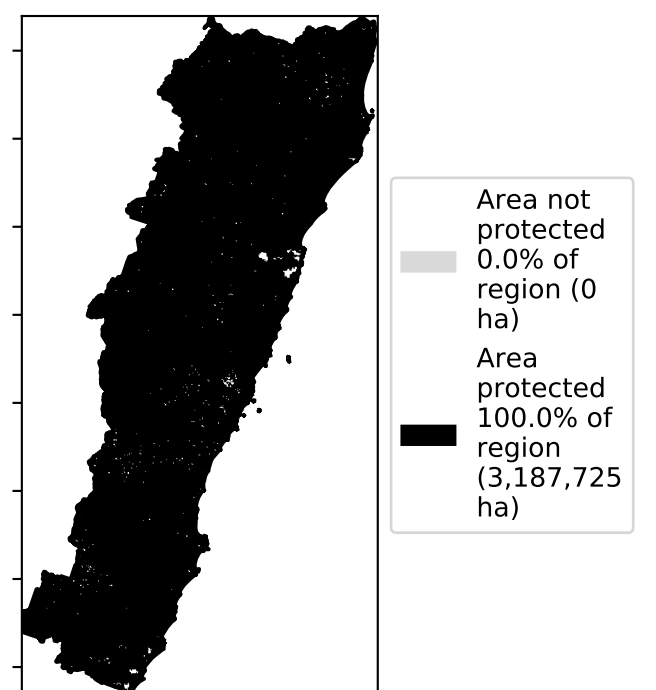 Area not
protected
0.0% of
region (0
ha)
Area
protected
100.0% of
region
(3,187,725
ha)